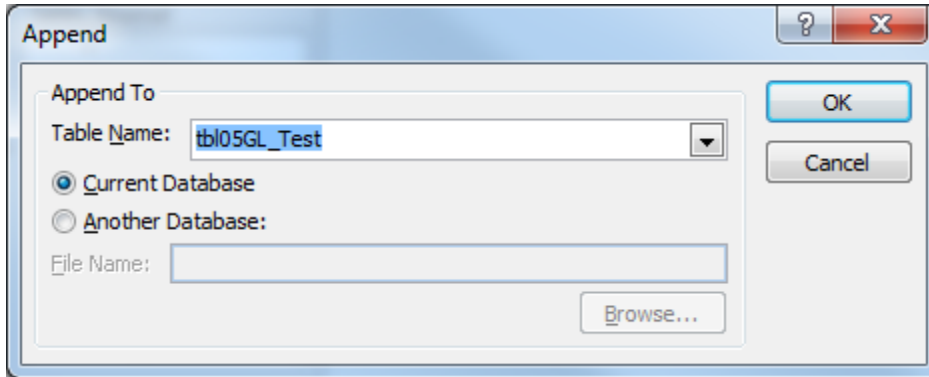 Append
?
X
Append To
OK
Table Name: tbl05GL_Test
Cancel
Current Database
Another Database:
File Name:
Browse...